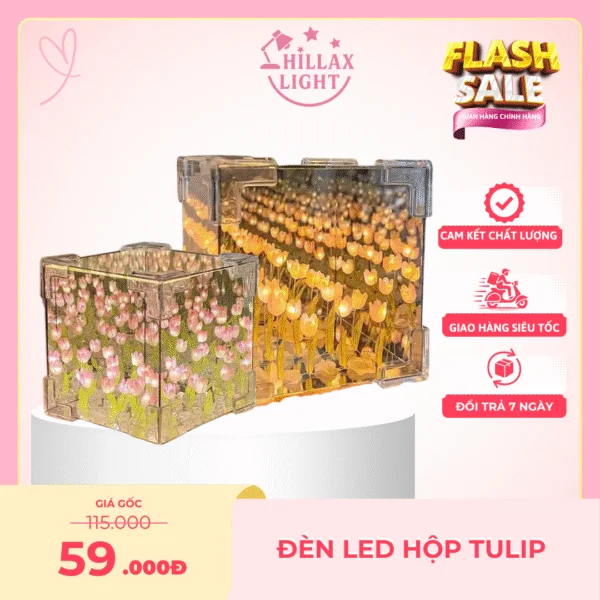 CHILLAX
LIGHT
FLASH
SALE
GIAN HÀNG CHÍNH HÃNG
CAM KẾT CHẤT LƯỢNG
GIAO HÀNG SIÊU TỐC
ĐỔI TRẢ 7 NGÀY
GIÁ GỐC
115.000
59.000Đ
ĐÈN LED HỘP TULIP